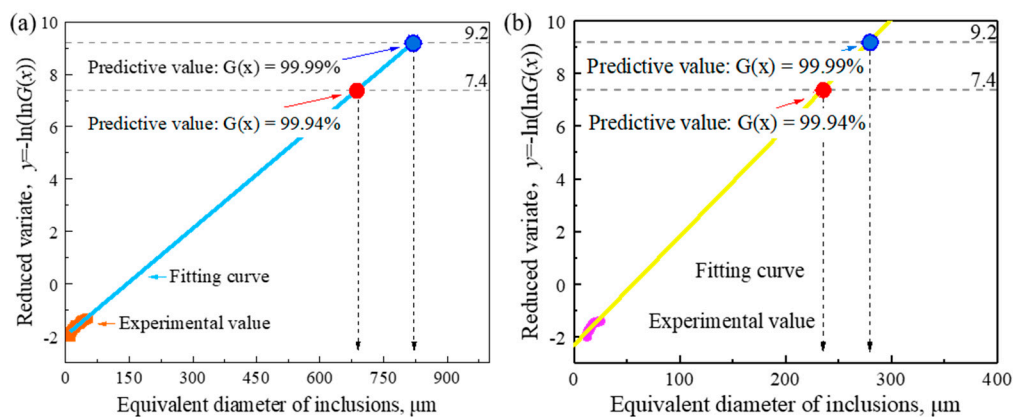 (a)
10
8
6
4
2
0
-2
Reduced variate, y=-ln(lnG(x))
9.2
Predictive value: G(x) = 99.99%
7.4
Predictive value: G(x) = 99.94%
Fitting curve
Experimental value
0 150 300 450 600 750 900
Equivalent diameter of inclusions, μm
(b)
10
8
6
4
2
0
-2
Reduced variate, y=-ln(lnG(x))
9.2
Predictive value: G(x) = 99.99%
7.4
Predictive value: G(x) = 99.94%
Fitting curve
Experimental value
0 100 200 300 400
Equivalent diameter of inclusions, μm